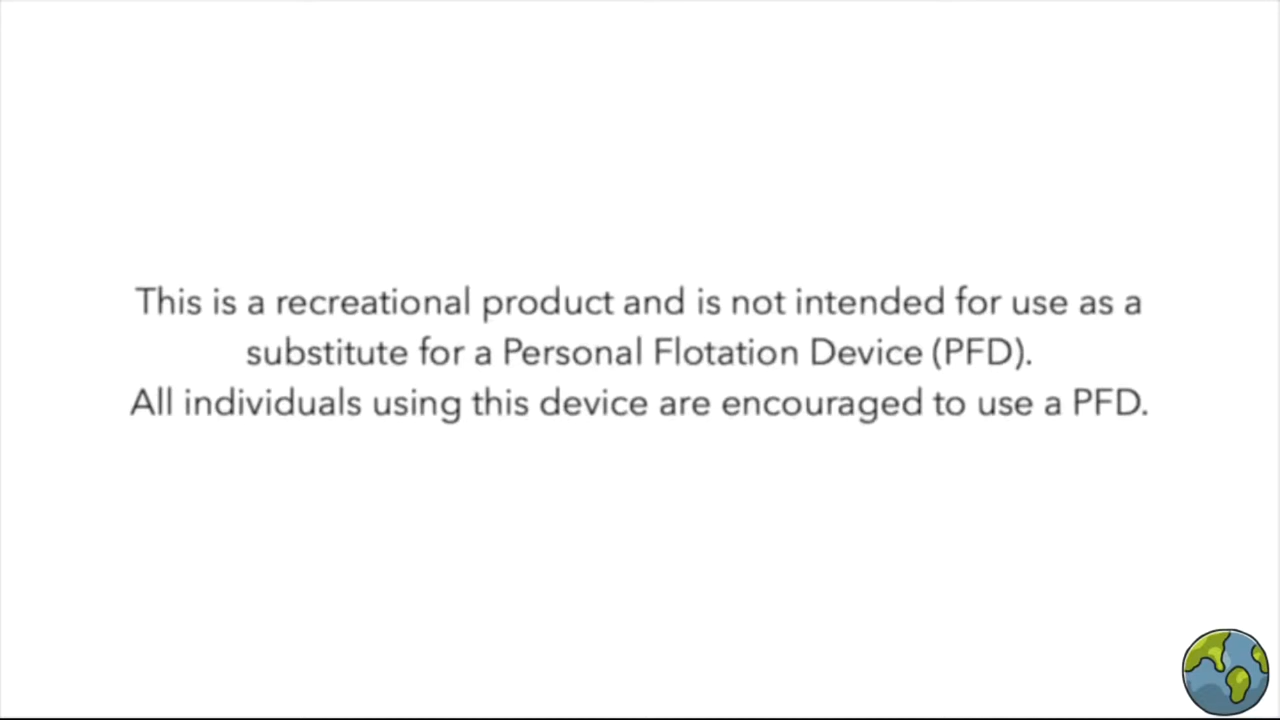 This is a recreational product and is not intended for use as a
substitute for a Personal Flotation Device (PFD).
All individuals using this device are encouraged to use a PFD.